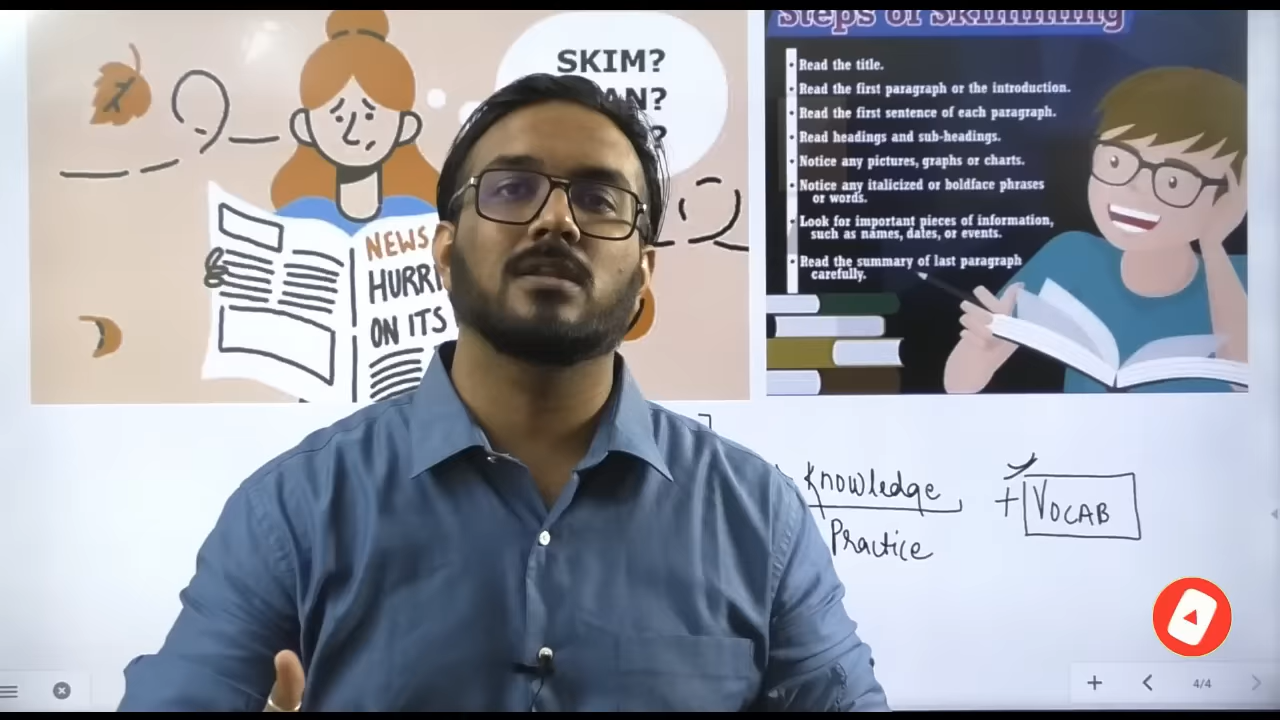 SKIM?
NEWS
HURRI
ON ITS
Steps of Skimming
• Read the title.
• Read the first paragraph or the introduction.
• Read the first sentence of each paragraph.
• Read headings and sub-headings.
• Notice any pictures, graphs or charts.
• Notice any italicized or boldface phrases
or words.
• Look for important pieces of information,
such as names, dates, or events.
• Read the summary of last paragraph
carefully.
Knowledge
Practice
+ VOCAB
4/4